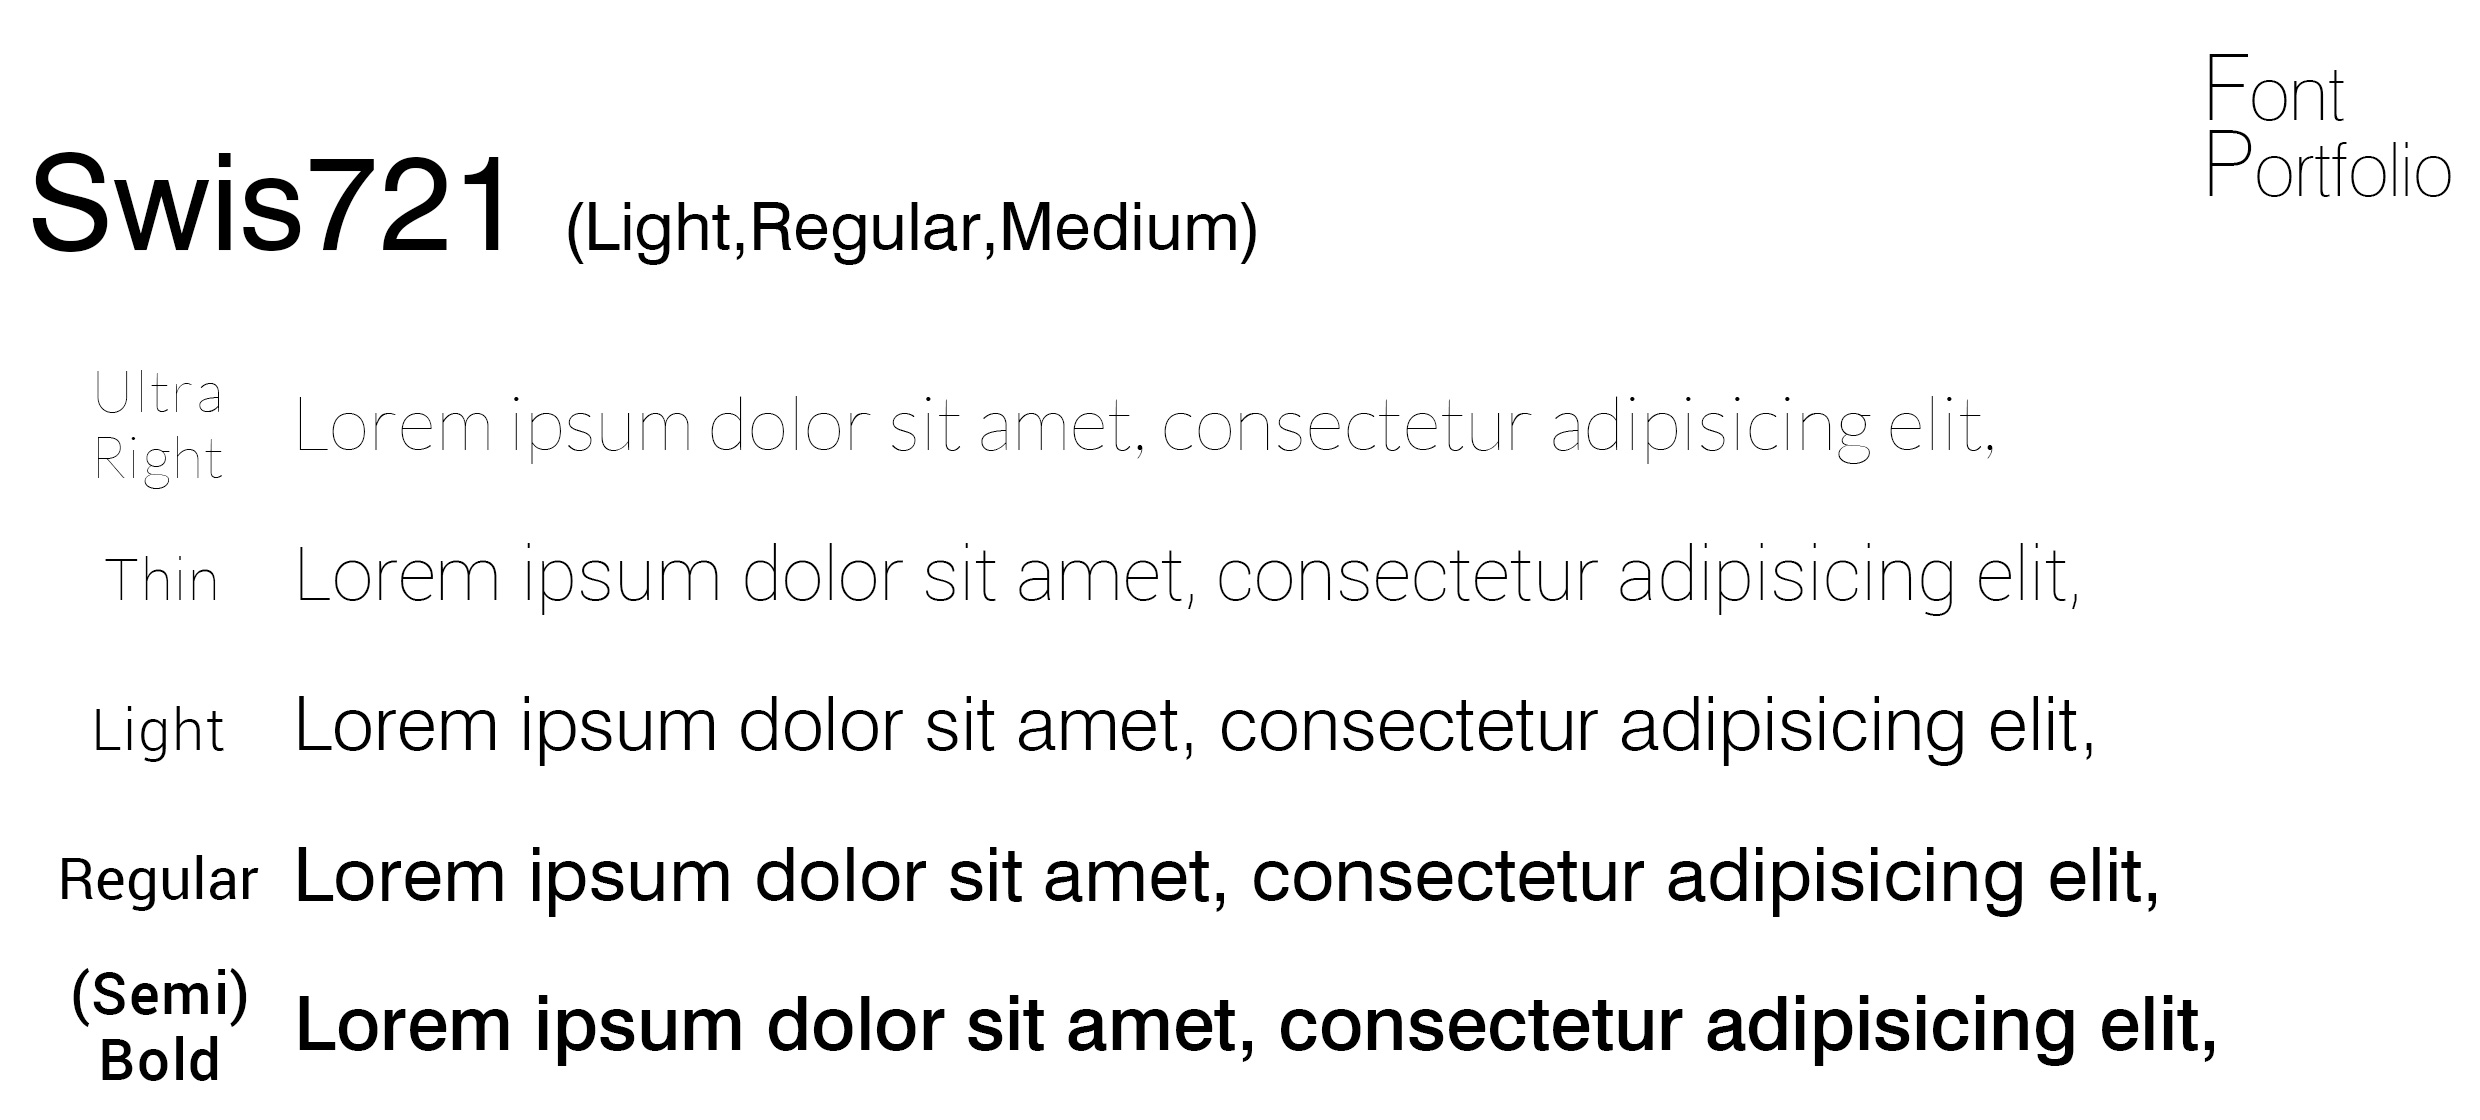 Font
Portfolio
Swis721 (Light,Regular,Medium)
Ultra
Right
Lorem ipsum dolor sit amet, consectetur adipisicing elit,
Thin
Lorem ipsum dolor sit amet, consectetur adipisicing elit,
Light
Lorem ipsum dolor sit amet, consectetur adipisicing elit,
Regular
Lorem ipsum dolor sit amet, consectetur adipisicing elit,
(Semi)
Bold
Lorem ipsum dolor sit amet, consectetur adipisicing elit,